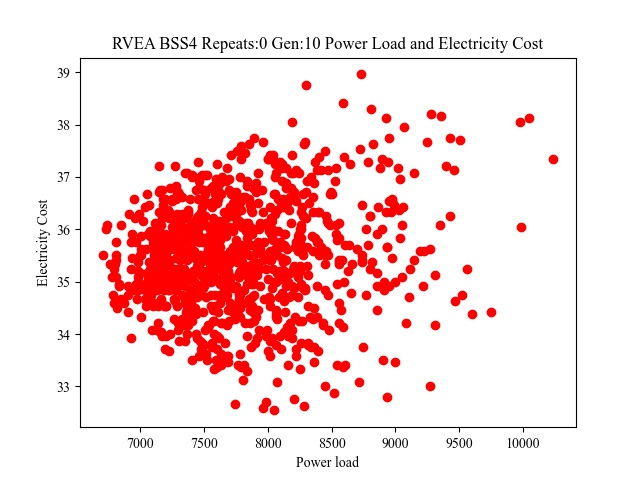 RVEA BSS4 Repeats:0 Gen:10 Power Load and Electricity Cost
39
38
37
36
35
34
33
Electricity Cost
7000 7500 8000 8500 9000 9500 10000
Power load